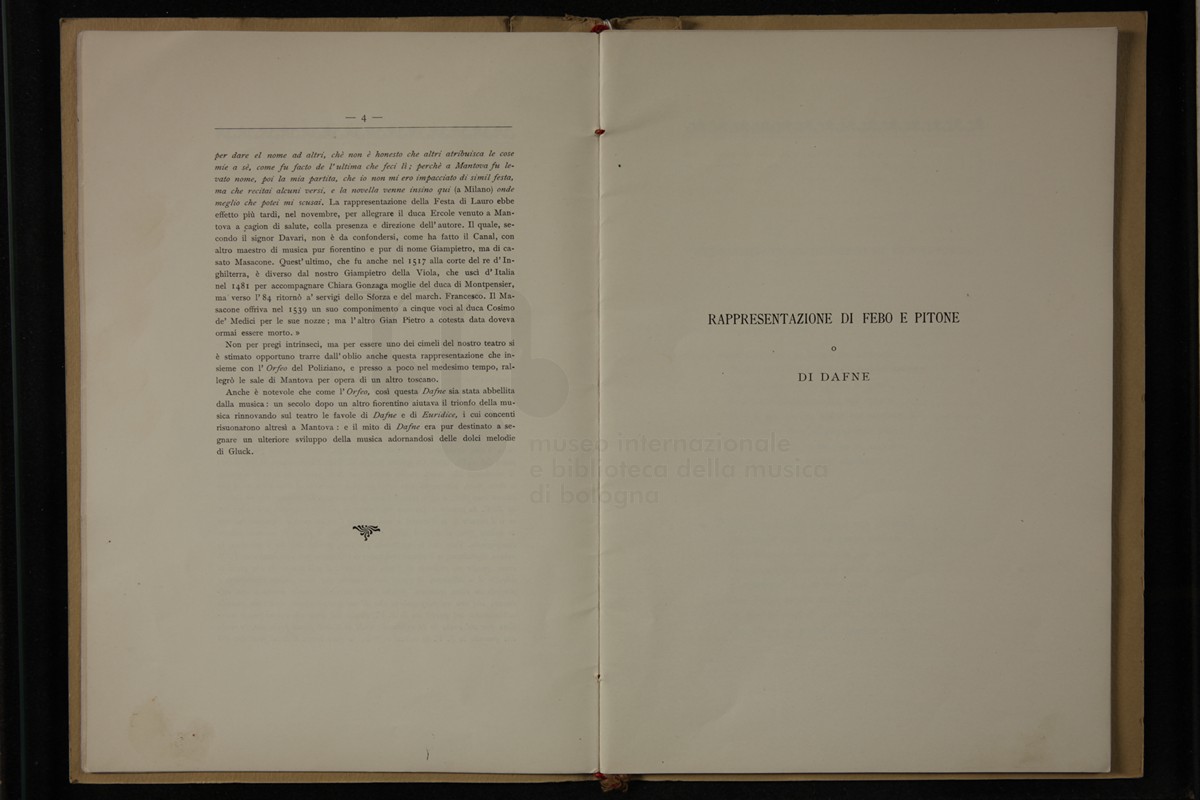 — 4 —
per dare el nome ad altri, chè non è honesto che altri atribuisca le cose
mie a sè, come fu facto de l'ultima che feci lì; perchè a Mantova fu le-
vato nome, poi la mia partita, che io non mi ero impacciato di simil festa,
ma che recitai alcuni versi, e la novella venne insino qui (a Milano) onde
meglio che potei mi scusai. La rappresentazione della Festa di Lauro ebbe
effetto più tardi, nel novembre, per allegrare il duca Ercole venuto a Man-
tova a cagion di salute, colla presenza e direzione dell'autore. Il quale, se-
condo il signor Davari, non è da confondersi, come ha fatto il Canal, con
altro maestro di musica pur fiorentino e pur di nome Giampietro, ma di ca-
sato Masacone. Quest'ultimo, che fu anche nel 1517 alla corte del re d'In-
ghilterra, è diverso dal nostro Giampietro della Viola, che uscì d'Italia
nel 1481 per accompagnare Chiara Gonzaga moglie del duca di Montpensier,
ma verso l'84 ritornò a' servigi dello Sforza e del march. Francesco. Il Ma-
sacone offriva nel 1539 un suo componimento a cinque voci al duca Cosimo
de' Medici per le sue nozze; ma l'altro Gian Pietro a cotesta data doveva
ormai essere morto. »
Non per pregi intrinseci, ma per essere uno dei cimeli del nostro teatro si
è stimato opportuno trarre dall'oblio anche questa rappresentazione che in-
sieme con l'Orfeo del Poliziano, e presso a poco nel medesimo tempo, ral-
legrò le sale di Mantova per opera di un altro toscano.
Anche è notevole che come l'Orfeo, così questa Dafne sia stata abbellita
dalla musica: un secolo dopo un altro fiorentino aiutava il trionfo della mu-
sica rinnovando sul teatro le favole di Dafne e di Euridice, i cui concenti
risuonarono altresì a Mantova: e il mito di Dafne era pur destinato a se-
gnare un ulteriore sviluppo della musica adornandosi delle dolci melodie
di Gluck.
RAPPRESENTAZIONE DI FEBO E PITONE
O
DI DAFNE
museo internazionale
e biblioteca della musica
di bologna